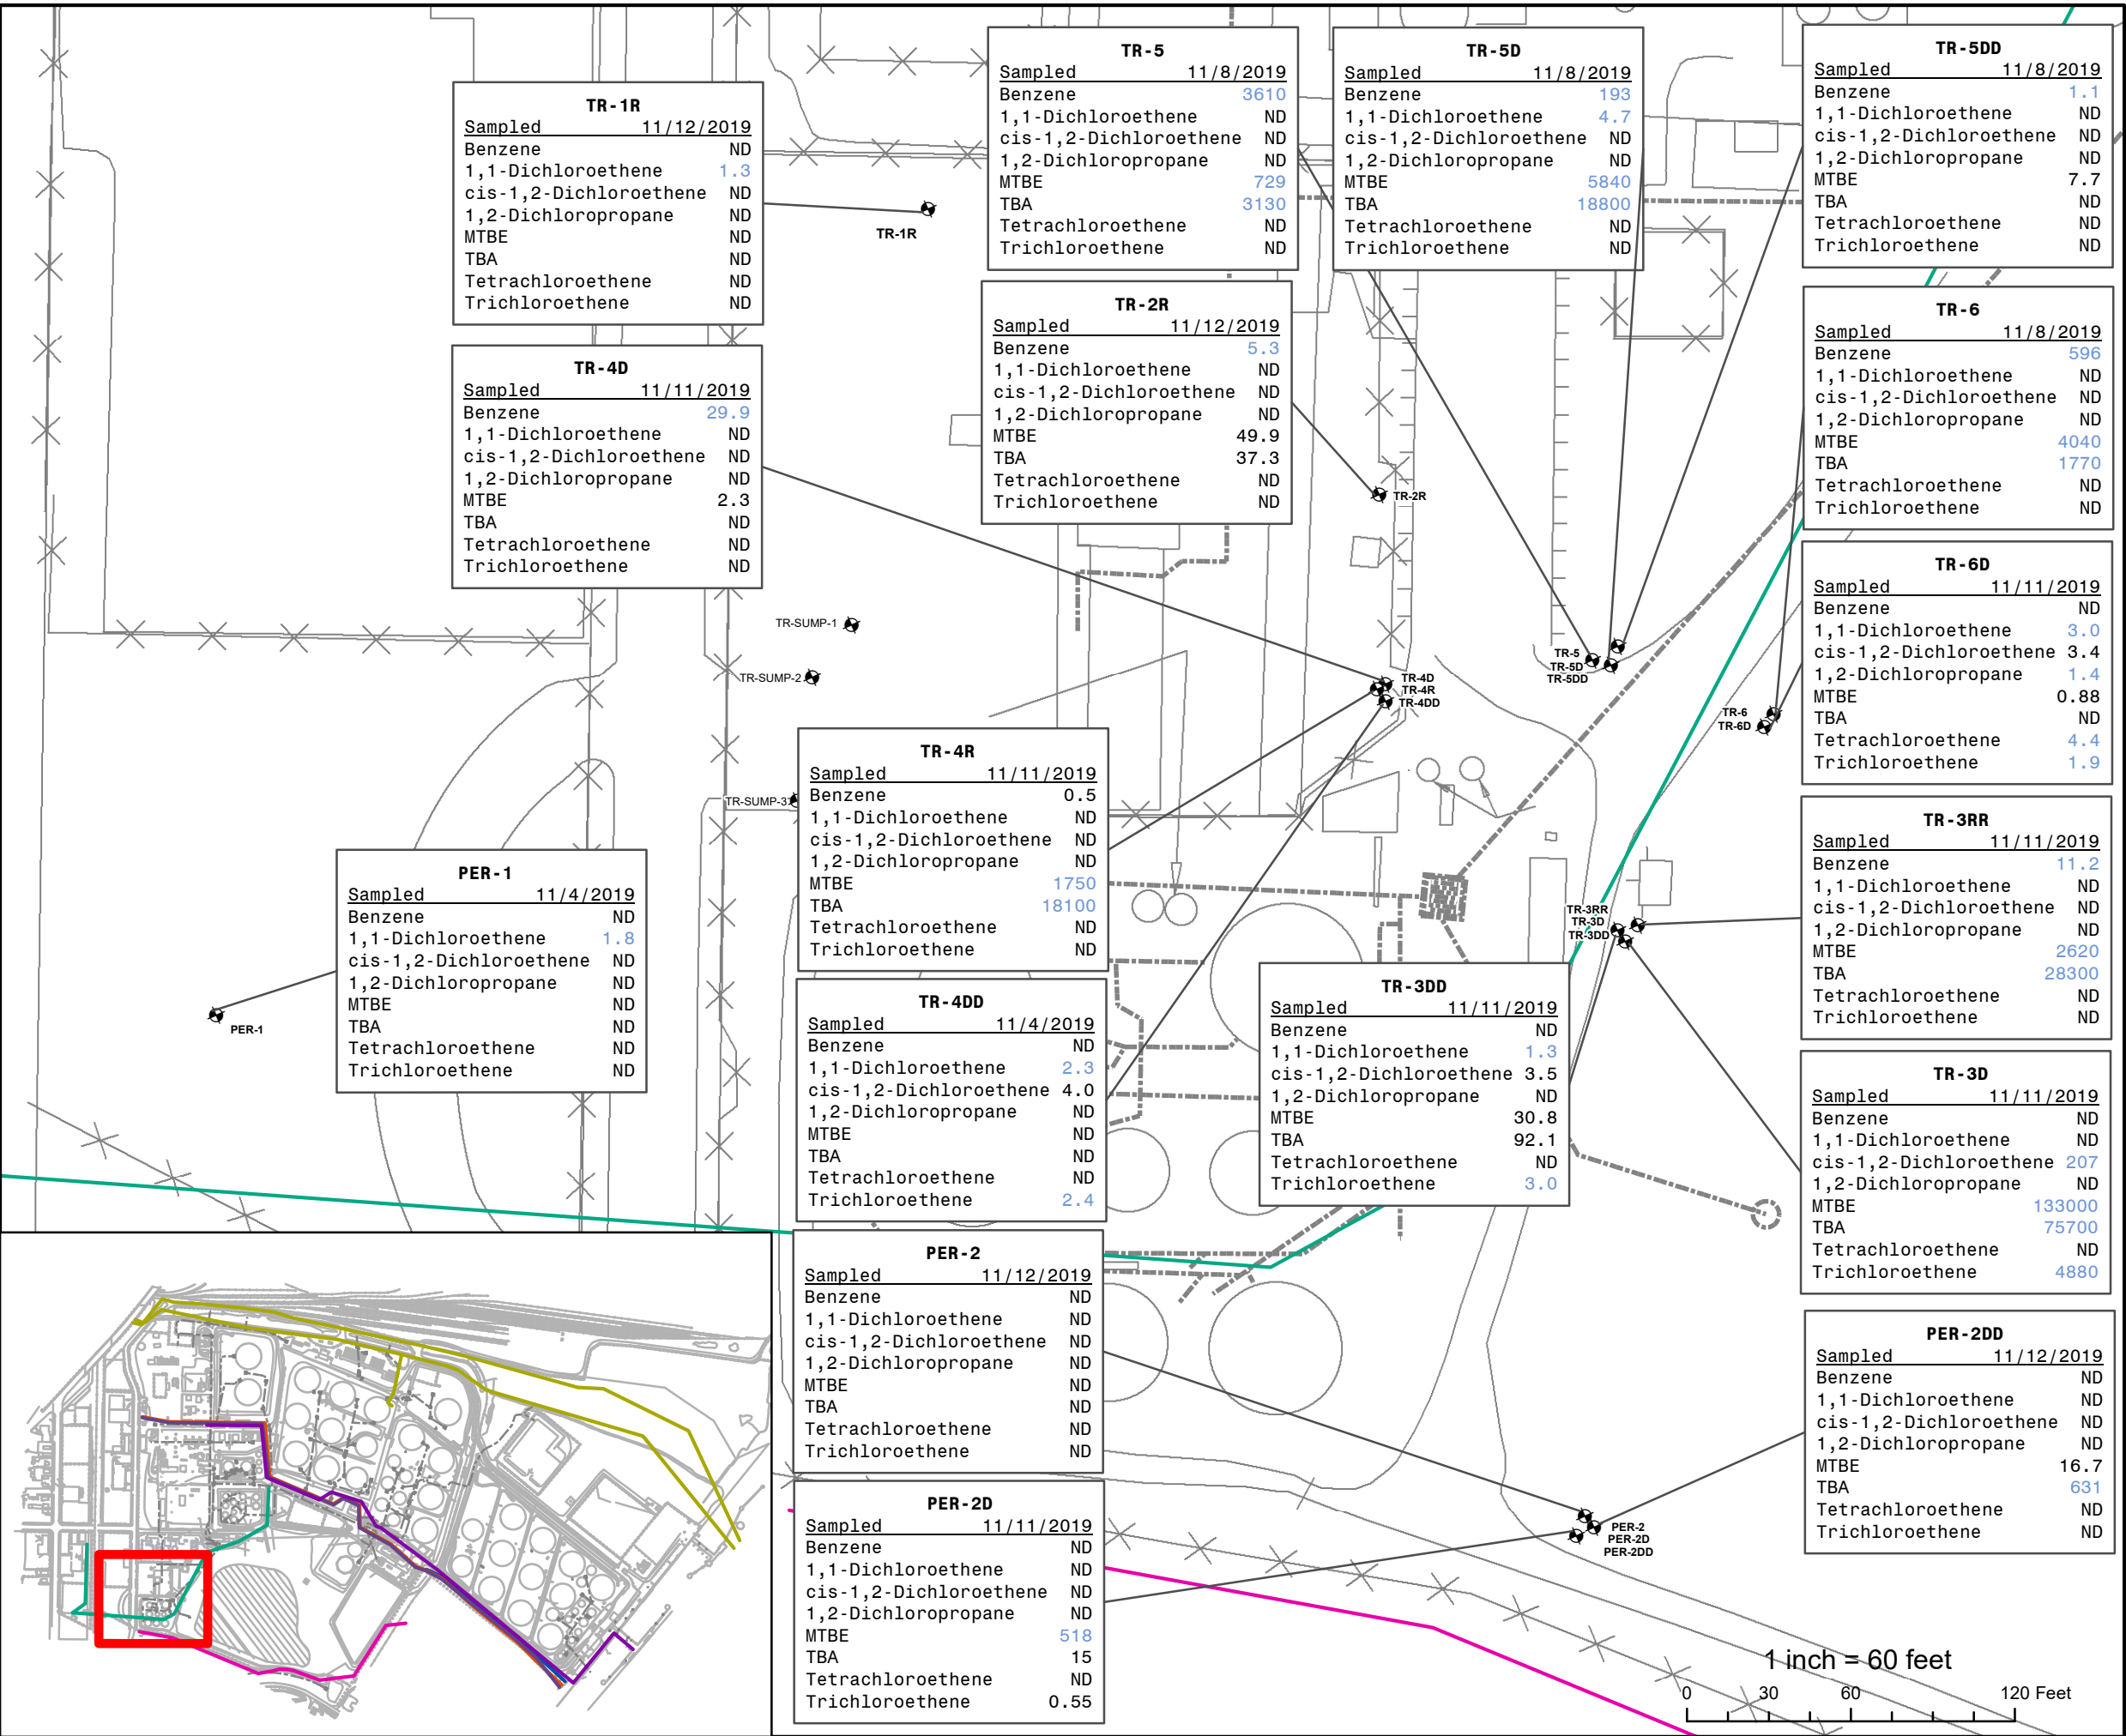 TR-1R
Sampled 11/12/2019
Benzene ND
1,1-Dichloroethene 1.3
cis-1,2-Dichloroethene ND
1,2-Dichloropropane ND
MTBE ND
TBA ND
Tetrachloroethene ND
Trichloroethene ND
TR-5
Sampled 11/8/2019
Benzene 3610
1,1-Dichloroethene ND
cis-1,2-Dichloroethene ND
1,2-Dichloropropane ND
MTBE 729
TBA 3130
Tetrachloroethene ND
Trichloroethene ND
TR-5D
Sampled 11/8/2019
Benzene 193
1,1-Dichloroethene 4.7
cis-1,2-Dichloroethene ND
1,2-Dichloropropane ND
MTBE 5840
TBA 18800
Tetrachloroethene ND
Trichloroethene ND
TR-5DD
Sampled 11/8/2019
Benzene 1.1
1,1-Dichloroethene ND
cis-1,2-Dichloroethene ND
1,2-Dichloropropane ND
MTBE 7.7
TBA ND
Tetrachloroethene ND
Trichloroethene ND
TR-1R
TR-4D
Sampled 11/11/2019
Benzene 29.9
1,1-Dichloroethene ND
cis-1,2-Dichloroethene ND
1,2-Dichloropropane ND
MTBE 2.3
TBA ND
Tetrachloroethene ND
Trichloroethene ND
TR-2R
Sampled 11/12/2019
Benzene 5.3
1,1-Dichloroethene ND
cis-1,2-Dichloroethene ND
1,2-Dichloropropane ND
MTBE 49.9
TBA 37.3
Tetrachloroethene ND
Trichloroethene ND
TR-2R
TR-6
Sampled 11/8/2019
Benzene 596
1,1-Dichloroethene ND
cis-1,2-Dichloroethene ND
1,2-Dichloropropane ND
MTBE 4040
TBA 1770
Tetrachloroethene ND
Trichloroethene ND
TR-6D
Sampled 11/11/2019
Benzene ND
1,1-Dichloroethene 3.0
cis-1,2-Dichloroethene 3.4
1,2-Dichloropropane 1.4
MTBE 0.88
TBA ND
Tetrachloroethene 4.4
Trichloroethene 1.9
TR-SUMP-1
TR-SUMP-2
TR-SUMP-3
TR-4D
TR-4R
TR-4DD
TR-5
TR-5D
TR-5DD
TR-6
TR-6D
TR-4R
Sampled 11/11/2019
Benzene 0.5
1,1-Dichloroethene ND
cis-1,2-Dichloroethene ND
1,2-Dichloropropane ND
MTBE 1750
TBA 18100
Tetrachloroethene ND
Trichloroethene ND
PER-1
Sampled 11/4/2019
Benzene ND
1,1-Dichloroethene 1.8
cis-1,2-Dichloroethene ND
1,2-Dichloropropane ND
MTBE ND
TBA ND
Tetrachloroethene ND
Trichloroethene ND
PER-1
TR-3RR
TR-3D
TR-3DD
TR-3RR
Sampled 11/11/2019
Benzene 11.2
1,1-Dichloroethene ND
cis-1,2-Dichloroethene ND
1,2-Dichloropropane ND
MTBE 2620
TBA 28300
Tetrachloroethene ND
Trichloroethene ND
TR-4DD
Sampled 11/4/2019
Benzene ND
1,1-Dichloroethene 2.3
cis-1,2-Dichloroethene 4.0
1,2-Dichloropropane ND
MTBE ND
TBA ND
Tetrachloroethene ND
Trichloroethene 2.4
TR-3DD
Sampled 11/11/2019
Benzene ND
1,1-Dichloroethene 1.3
cis-1,2-Dichloroethene 3.5
1,2-Dichloropropane ND
MTBE 30.8
TBA 92.1
Tetrachloroethene ND
Trichloroethene 3.0
TR-3D
Sampled 11/11/2019
Benzene ND
1,1-Dichloroethene ND
cis-1,2-Dichloroethene 207
1,2-Dichloropropane ND
MTBE 133000
TBA 75700
Tetrachloroethene ND
Trichloroethene 4880
PER-2
Sampled 11/12/2019
Benzene ND
1,1-Dichloroethene ND
cis-1,2-Dichloroethene ND
1,2-Dichloropropane ND
MTBE ND
TBA ND
Tetrachloroethene ND
Trichloroethene ND
PER-2DD
Sampled 11/12/2019
Benzene ND
1,1-Dichloroethene ND
cis-1,2-Dichloroethene ND
1,2-Dichloropropane ND
MTBE 16.7
TBA 631
Tetrachloroethene ND
Trichloroethene ND
PER-2D
Sampled 11/11/2019
Benzene ND
1,1-Dichloroethene ND
cis-1,2-Dichloroethene ND
1,2-Dichloropropane ND
MTBE 518
TBA 15
Tetrachloroethene ND
Trichloroethene 0.55
PER-2
PER-2D
PER-2DD
1 inch = 60 feet
0 30 60 120 Feet